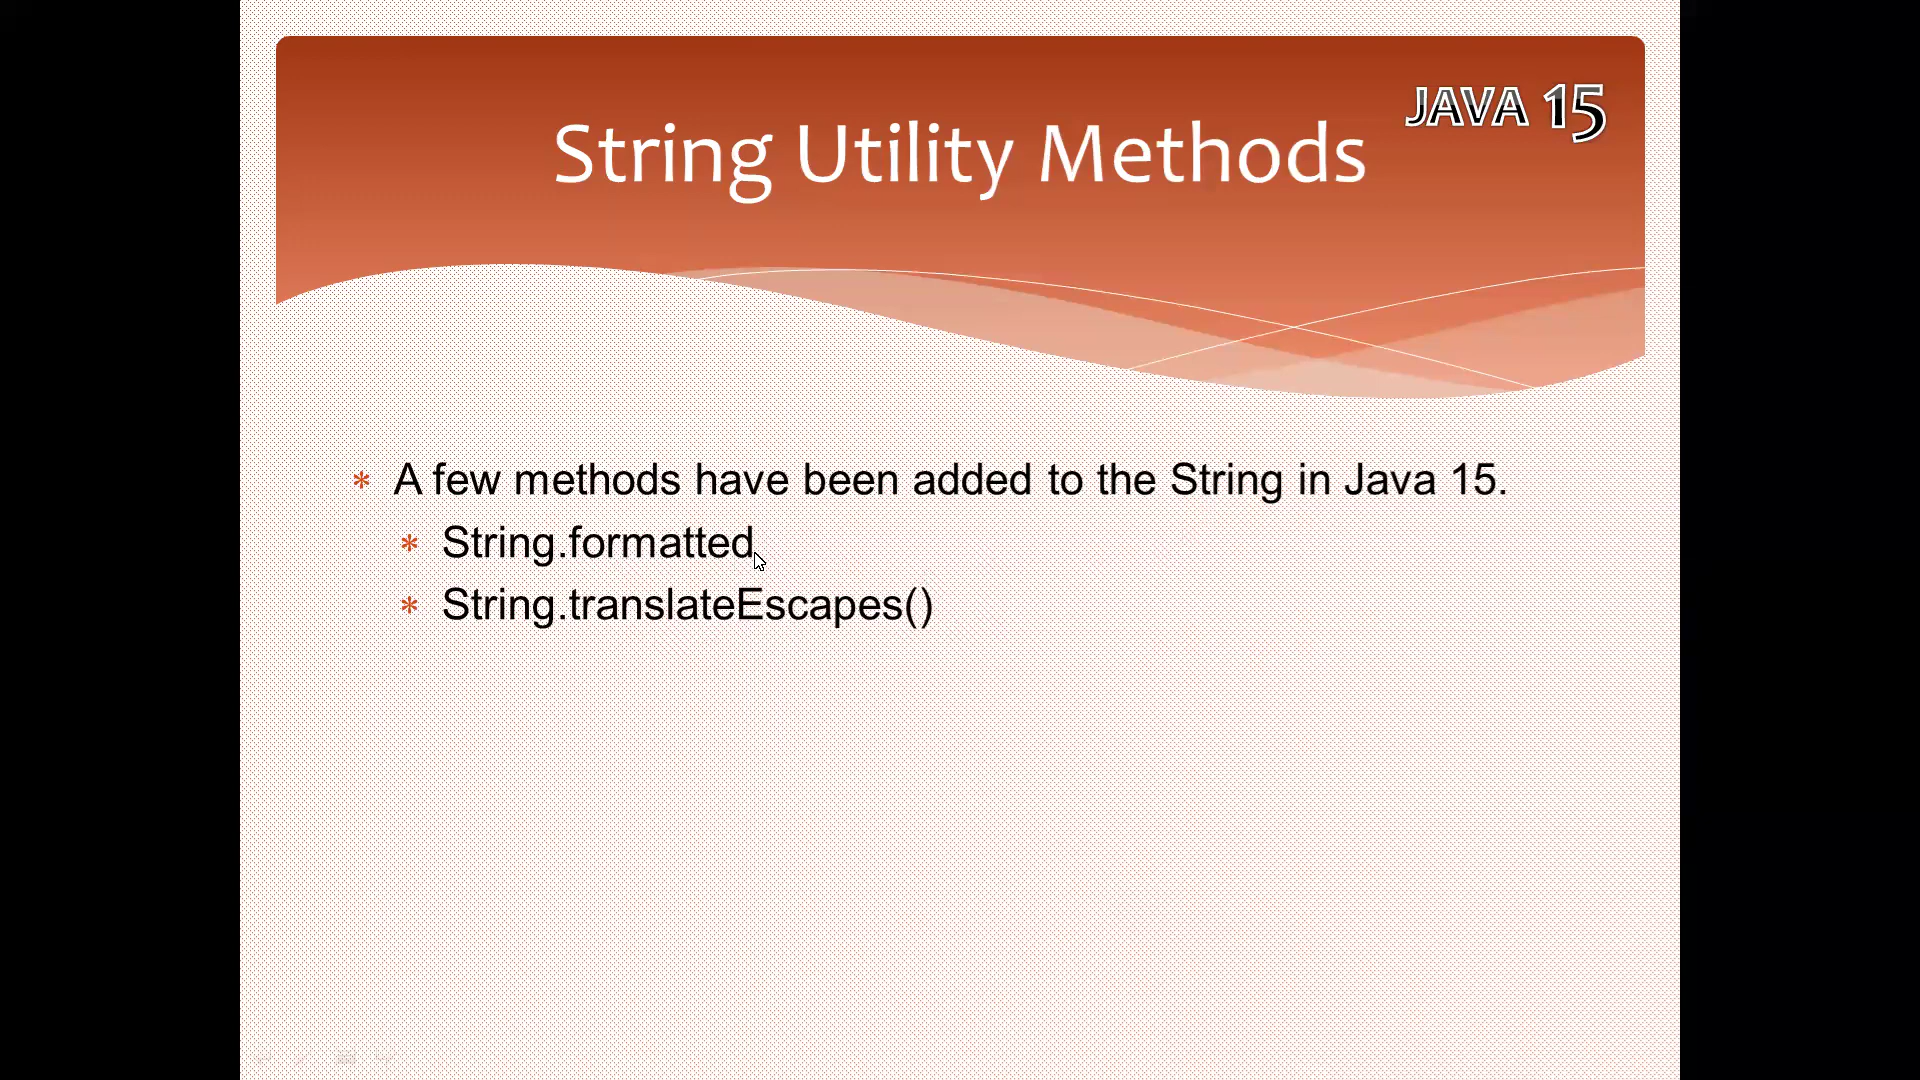 JAVA 15
String Utility Methods
* A few methods have been added to the String in Java 15.
* String.formatted
* String.translateEscapes()